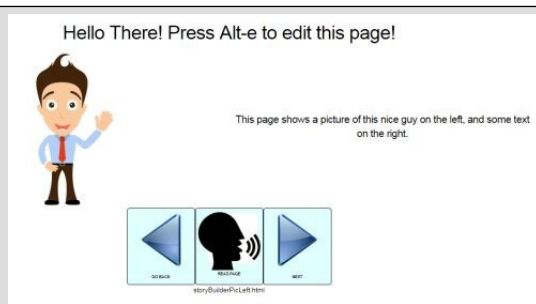 Hello There! Press Alt-e to edit this page!
This page shows a picture of this nice guy on the left, and some text
on the right.
GO BACK
READ PAGE
NEXT
storyBuilderPicLeft.html